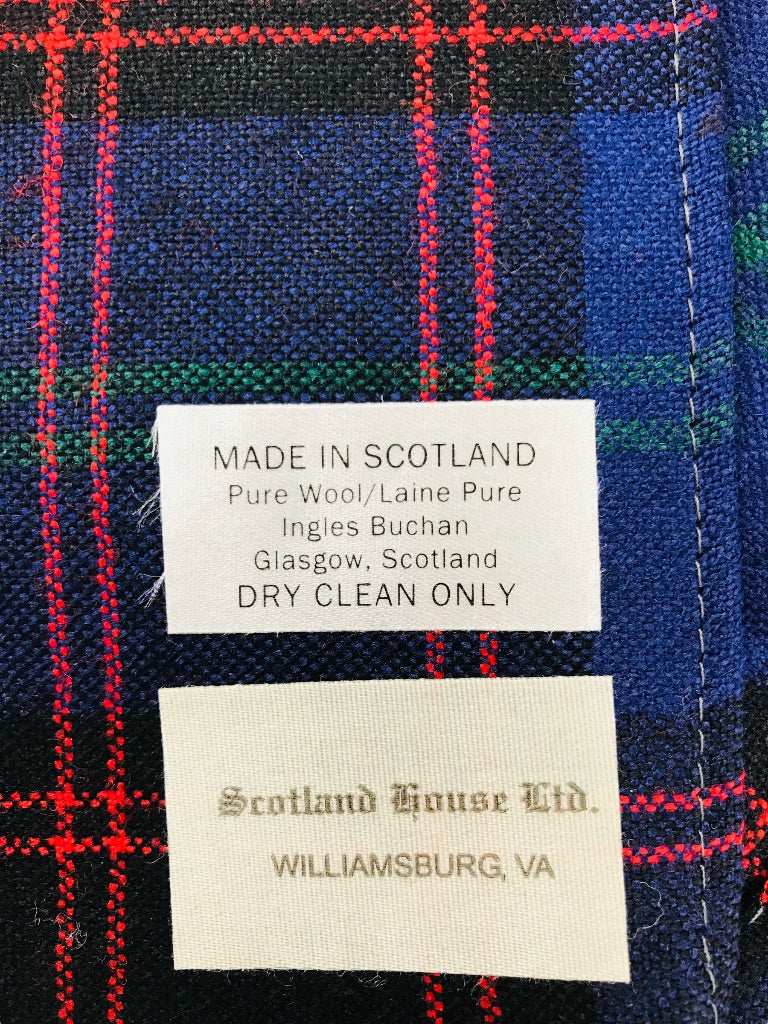 MADE IN SCOTLAND
Pure Wool/Laine Pure
Ingles Buchan
Glasgow, Scotland
DRY CLEAN ONLY
Scotland House Ltd.
WILLIAMSBURG, VA